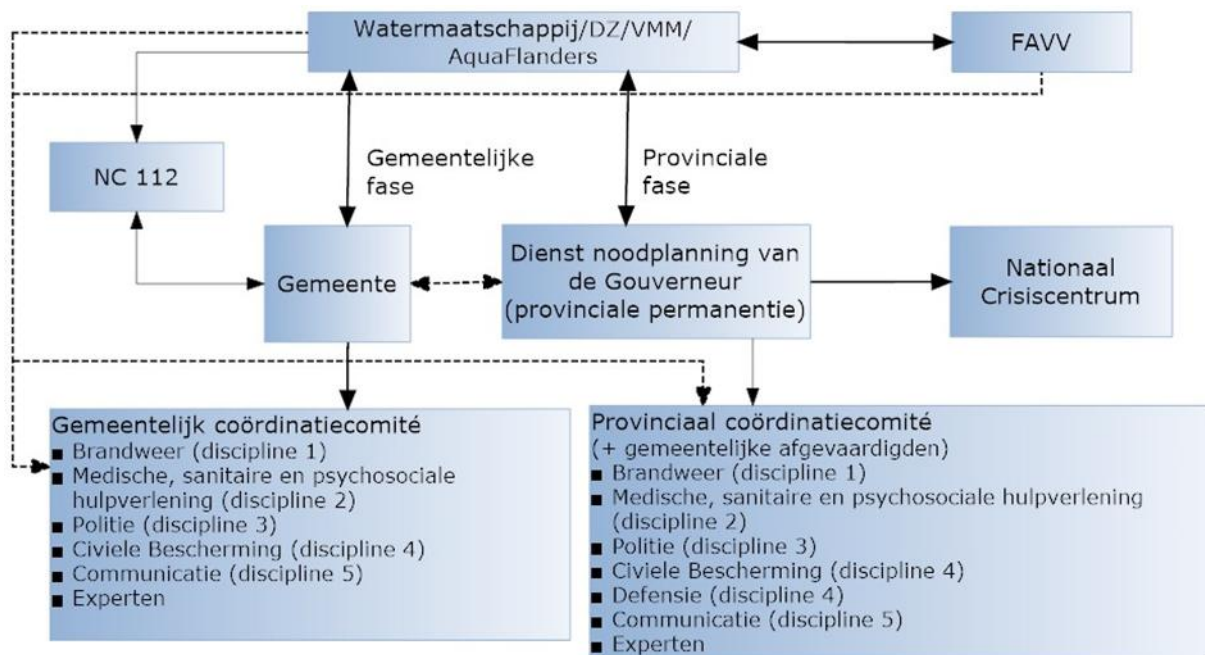 Watermaatschappij/DZ/VMM/
AquaFlanders
FAVV
NC 112
Gemeentelijke
fase
Provinciale
fase
Gemeente
Dienst noodplanning van
de Gouverneur
(provinciale permanentie)
Nationaal
Crisiscentrum
Gemeentelijk coördinatiecomité
■ Brandweer (discipline 1)
■ Medische, sanitaire en psychosociale
hulpverlening (discipline 2)
■ Politie (discipline 3)
■ Civiele Bescherming (discipline 4)
■ Communicatie (discipline 5)
■ Experten
Provinciaal coördinatiecomité
(+ gemeentelijke afgevaardigden)
■ Brandweer (discipline 1)
■ Medische, sanitaire en psychosociale hulpverlening
(discipline 2)
■ Politie (discipline 3)
■ Civiele Bescherming (discipline 4)
■ Defensie (discipline 4)
■ Communicatie (discipline 5)
■ Experten